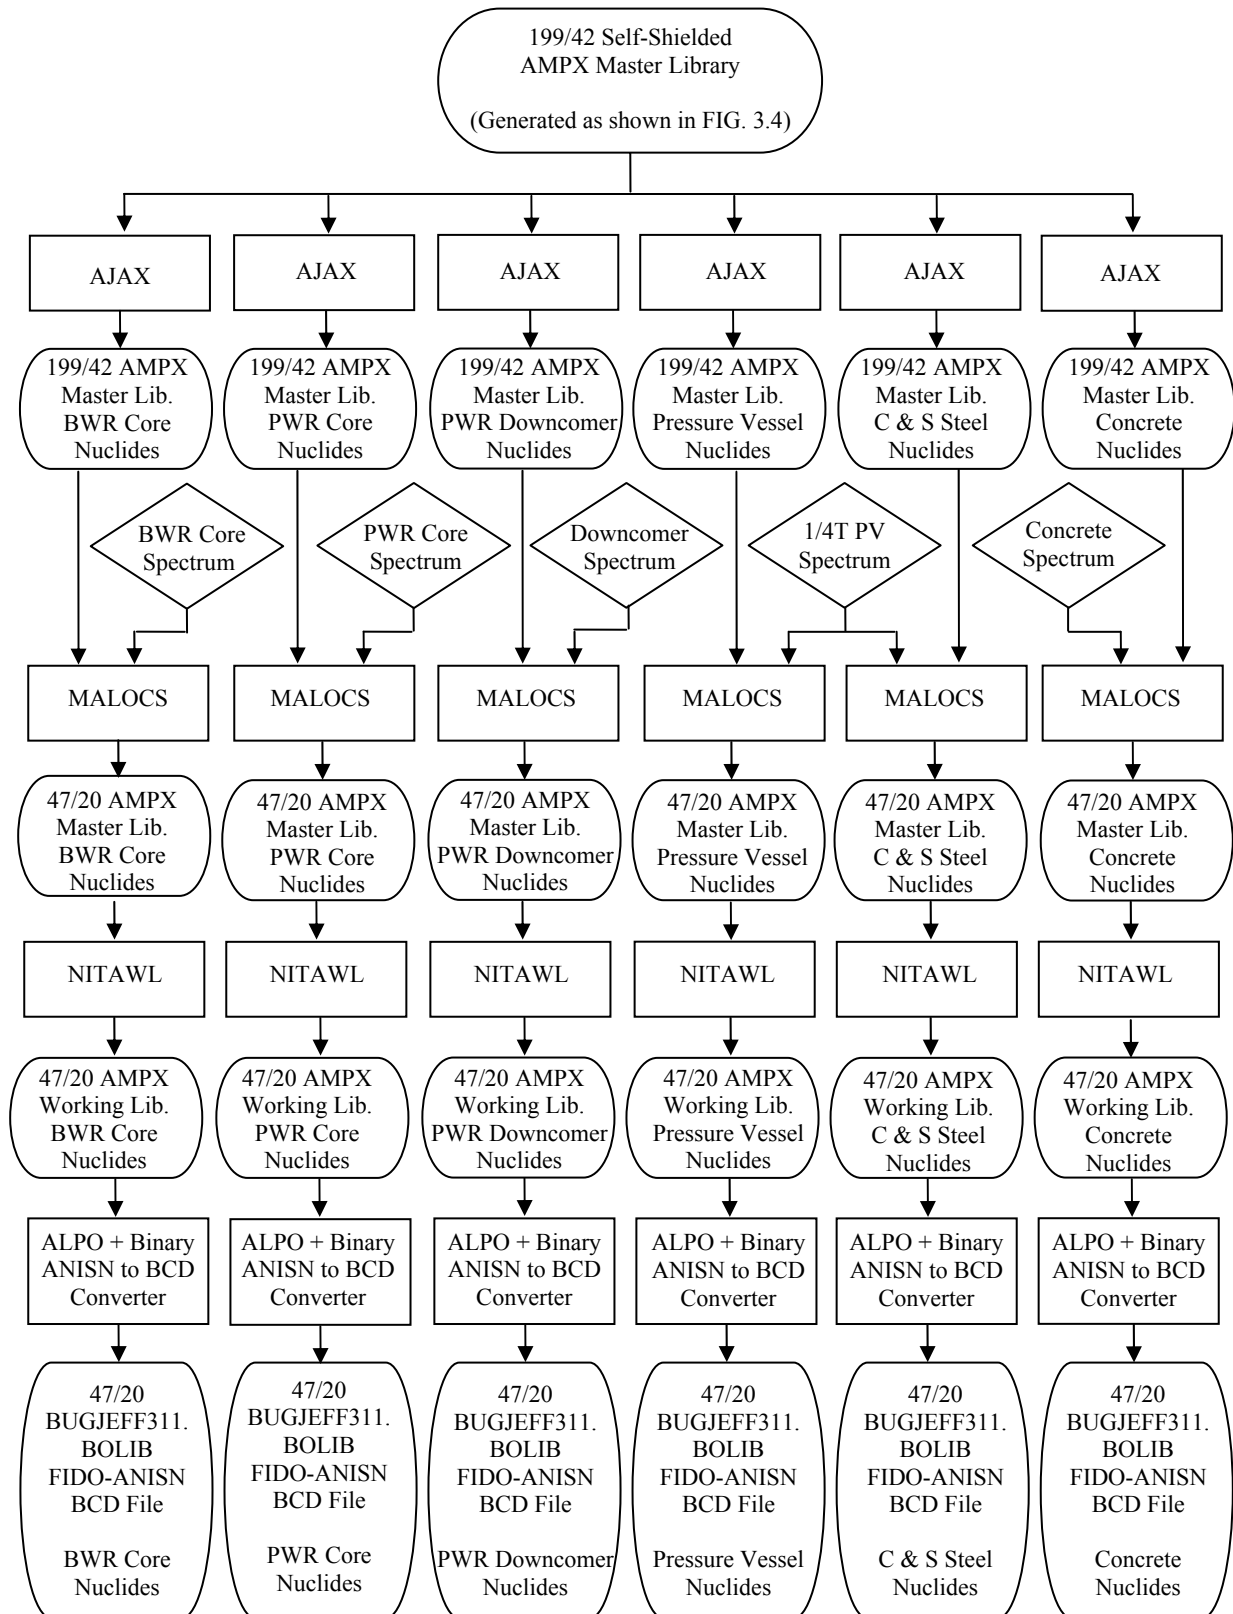 199/42 Self-Shielded
AMPX Master Library
(Generated as shown in FIG. 3.4)
AJAX
AJAX
AJAX
AJAX
AJAX
AJAX
199/42 AMPX
Master Lib.
BWR Core
Nuclides
199/42 AMPX
Master Lib.
PWR Core
Nuclides
199/42 AMPX
Master Lib.
PWR Downcomer
Nuclides
199/42 AMPX
Master Lib.
Pressure Vessel
Nuclides
199/42 AMPX
Master Lib.
C & S Steel
Nuclides
199/42 AMPX
Master Lib.
Concrete
Nuclides
BWR Core
Spectrum
PWR Core
Spectrum
Downcomer
Spectrum
1/4T PV
Spectrum
Concrete
Spectrum
MALOCS
MALOCS
MALOCS
MALOCS
MALOCS
MALOCS
47/20 AMPX
Master Lib.
BWR Core
Nuclides
47/20 AMPX
Master Lib.
PWR Core
Nuclides
47/20 AMPX
Master Lib.
PWR Downcomer
Nuclides
47/20 AMPX
Master Lib.
Pressure Vessel
Nuclides
47/20 AMPX
Master Lib.
C & S Steel
Nuclides
47/20 AMPX
Master Lib.
Concrete
Nuclides
NITAWL
NITAWL
NITAWL
NITAWL
NITAWL
NITAWL
47/20 AMPX
Working Lib.
BWR Core
Nuclides
47/20 AMPX
Working Lib.
PWR Core
Nuclides
47/20 AMPX
Working Lib.
PWR Downcomer
Nuclides
47/20 AMPX
Working Lib.
Pressure Vessel
Nuclides
47/20 AMPX
Working Lib.
C & S Steel
Nuclides
47/20 AMPX
Working Lib.
Concrete
Nuclides
ALPO + Binary
ANISN to BCD
Converter
ALPO + Binary
ANISN to BCD
Converter
ALPO + Binary
ANISN to BCD
Converter
ALPO + Binary
ANISN to BCD
Converter
ALPO + Binary
ANISN to BCD
Converter
ALPO + Binary
ANISN to BCD
Converter
47/20
BUGJEFF311.
BOLIB
FIDO-ANISN
BCD File
BWR Core
Nuclides
47/20
BUGJEFF311.
BOLIB
FIDO-ANISN
BCD File
PWR Core
Nuclides
47/20
BUGJEFF311.
BOLIB
FIDO-ANISN
BCD File
PWR Downcomer
Nuclides
47/20
BUGJEFF311.
BOLIB
FIDO-ANISN
BCD File
Pressure Vessel
Nuclides
47/20
BUGJEFF311.
BOLIB
FIDO-ANISN
BCD File
C & S Steel
Nuclides
47/20
BUGJEFF311.
BOLIB
FIDO-ANISN
BCD File
Concrete
Nuclides